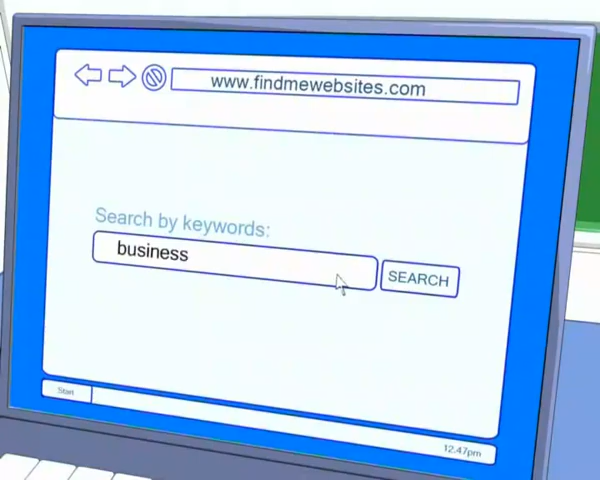 www.findmewebsites.com
Search by keywords:
business
SEARCH
Start
12.47pm